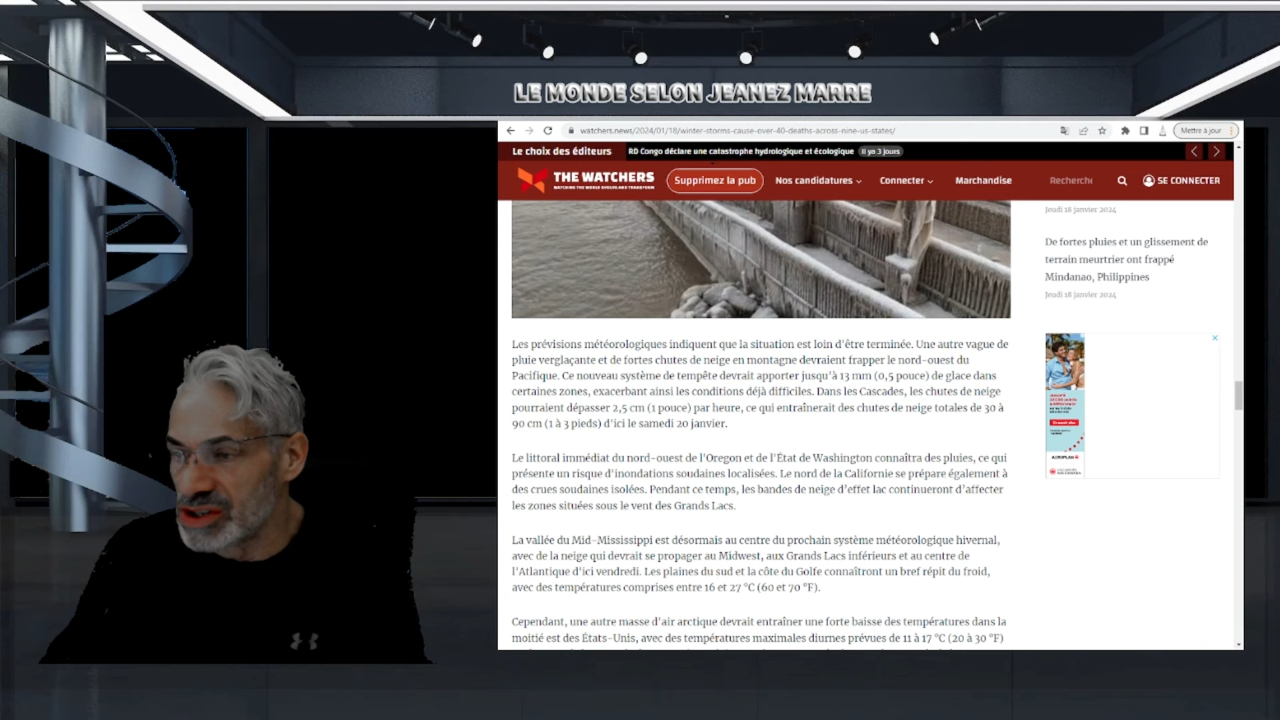 LE MONDE SELON JEANEZ MARRE
watchers.news/2024/01/18/winter-storms-cause-over-40-deaths-across-nine-us-states/
Mettre à jour
Le choix des éditeurs
RD Congo déclare une catastrophe hydrologique et écologique
Il ya 3 jours
THE WATCHERS
WATCHING THE WORLD EVOLVE AND TRANSFORM
Supprimez la pub
Nos candidatures
Connecter
Marchandise
Recherche
SE CONNECTER
Les prévisions météorologiques indiquent que la situation est loin d'être terminée. Une autre vague de
pluie verglaçante et de fortes chutes de neige en montagne devraient frapper le nord-ouest du
Pacifique. Ce nouveau système de tempête devrait apporter jusqu'à 13 mm (0,5 pouce) de glace dans
certaines zones, exacerbant ainsi les conditions déjà difficiles. Dans les Cascades, les chutes de neige
pourraient dépasser 2,5 cm (1 pouce) par heure, ce qui entraînerait des chutes de neige totales de 30 à
90 cm (1 à 3 pieds) d'ici le samedi 20 janvier.
Le littoral immédiat du nord-ouest de l'Oregon et de l'État de Washington connaîtra des pluies, ce qui
présente un risque d'inondations soudaines localisées. Le nord de la Californie se prépare également à
des crues soudaines isolées. Pendant ce temps, les bandes de neige d'effet lac continueront d'affecter
les zones situées sous le vent des Grands Lacs.
La vallée du Mid-Mississippi est désormais au centre du prochain système météorologique hivernal,
avec de la neige qui devrait se propager au Midwest, aux Grands Lacs inférieurs et au centre de
l'Atlantique d'ici vendredi. Les plaines du sud et la côte du Golfe connaîtront un bref répit du froid,
avec des températures comprises entre 16 et 27 °C (60 et 70 °F).
Cependant, une autre masse d'air arctique devrait entraîner une forte baisse des températures dans la
moitié est des États-Unis, avec des températures maximales diurnes prévues de 11 à 17 °C (20 à 30 °F)
Jeudi 18 janvier 2024
De fortes pluies et un glissement de
terrain meurtrier ont frappé
Mindanao, Philippines
Jeudi 18 janvier 2024
AEROPLAN